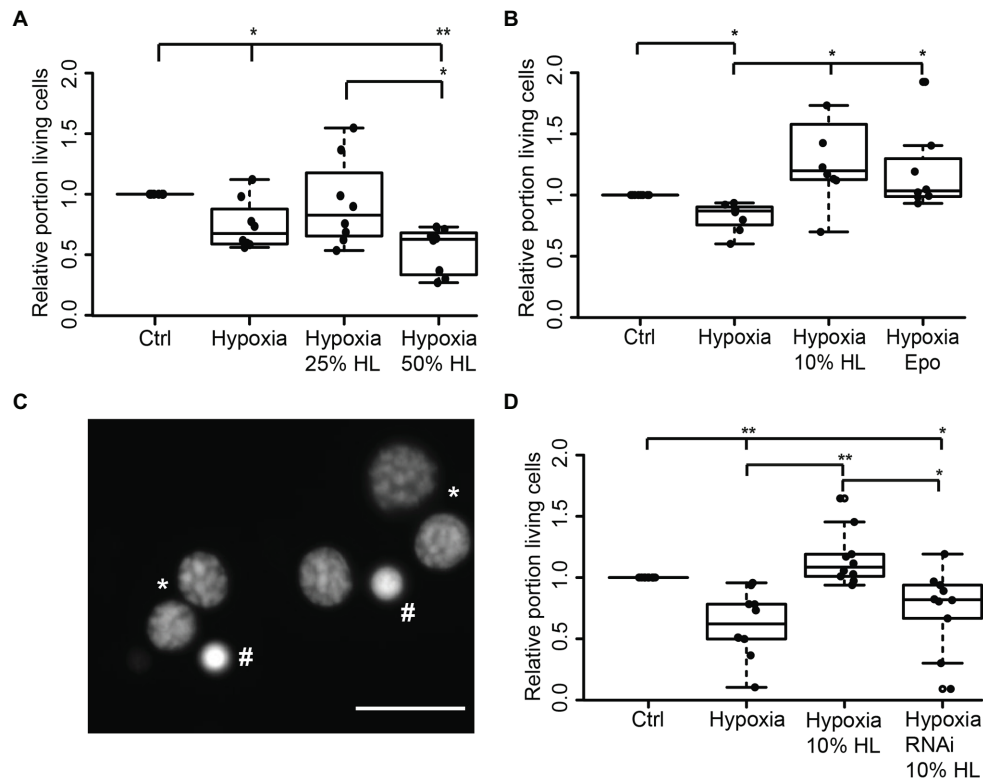 A
* **
*
Relative portion living cells
2.0
1.5
1.0
0.5
0.0
Ctrl
Hypoxia
Hypoxia
25% HL
Hypoxia
50% HL
B
*
* *
Relative portion living cells
2.0
1.5
1.0
0.5
0.0
Ctrl
Hypoxia
Hypoxia
10% HL
Hypoxia
Epo
C
*
*
#
#
D
** *
**
*
Relative portion living cells
2.0
1.5
1.0
0.5
0.0
Ctrl
Hypoxia
Hypoxia
10% HL
Hypoxia
RNAi
10% HL